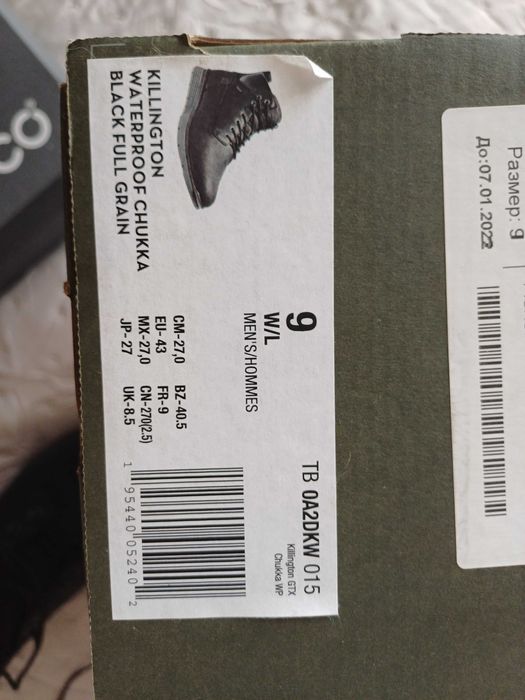 KILLINGTON
WATERPROOF CHUKKA
BLACK FULL GRAIN
9
W/L
MEN'S/HOMMES
CM-27,0 BZ-40.5
EU-43 FR-9
MX-27,0 CN-270(2.5)
JP-27 UK-8.5
TB 0A2DKW 015
Killington GTX
Chukka WP
1 95440 05240 2
Размер: 9
До:07.01.2022
CO